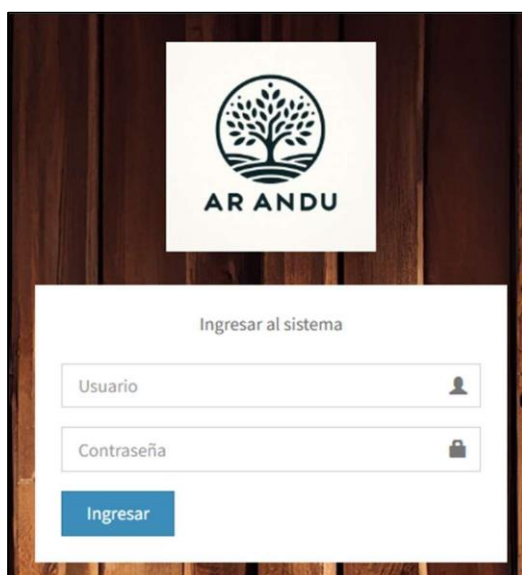 AR ANDU
Ingresar al sistema
Usuario
Contraseña
Ingresar